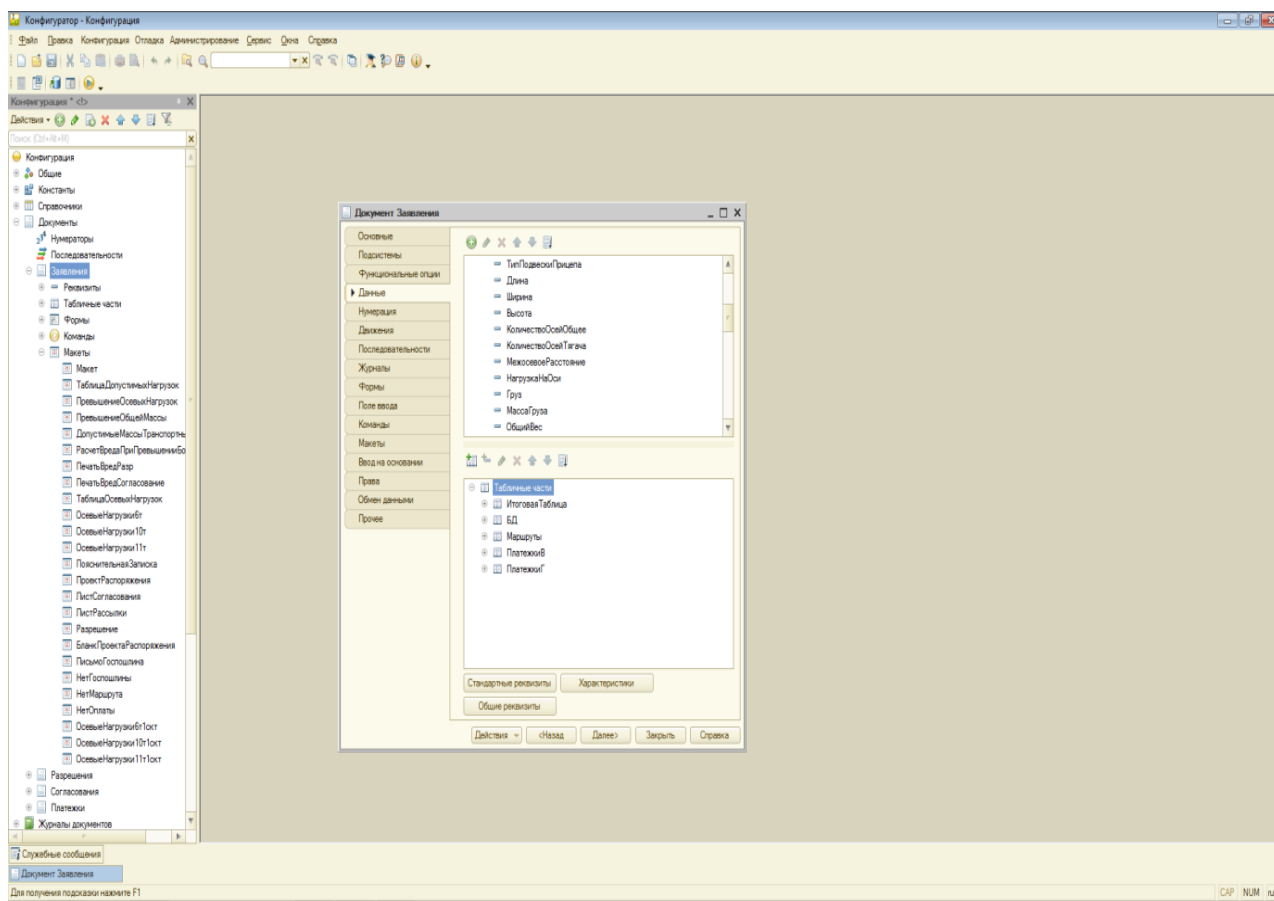 Конфигуратор - Конфигурация
Файл Правка Конфигурация Отладка Администрирование Сервис Окна Справка
Конфигурация *
Действия
Поиск (Ctrl+Alt+M)
Конфигурация
Общие
Константы
Справочники
Документы
Нумераторы
Последовательности
Заявления
Реквизиты
Табличные части
Формы
Команды
Макеты
Макет
ТаблицаДопустимыхНагрузок
ПревышениеОсевыхНагрузок
ПревышениеОбщейМассы
ДопустимыеМассыТранспортнь
РасчетВредаПриПревышенииБо
ПечатьВредРазр
ПечатьВредСогласование
ТаблицаОсевыхНагрузок
ОсевыеНагрузки6т
ОсевыеНагрузки10т
ОсевыеНагрузки11т
ПояснительнаяЗаписка
ПроектРаспоряжения
ЛистСогласования
ЛистРассылки
Разрешение
БланкПроектаРаспоряжения
ПисьмоГоспошлина
НетГоспошлины
НетМаршрута
НетОплаты
ОсевыеНагрузки6т1окт
ОсевыеНагрузки10т1окт
ОсевыеНагрузки11т1окт
Разрешения
Согласования
Платежки
Журналы документов
Документ Заявления
Основные
Подсистемы
Функциональные опции
Данные
Нумерация
Движения
Последовательности
Журналы
Формы
Поле ввода
Команды
Макеты
Ввод на основании
Права
Обмен данными
Прочее
ТипПодвескиПрицепа
Длина
Ширина
Высота
КоличествоОсейОбщее
КоличествоОсейТягача
МежосевоеРасстояние
НагрузкаНаОси
Груз
МассаГруза
ОбщийВес
Табличные части
ИтоговаяТаблица
БД
Маршруты
ПлатежкиВ
ПлатежкиГ
Стандартные реквизиты Характеристики
Общие реквизиты
Действия <Назад Далее> Закрыть Справка
Служебные сообщения
Документ Заявления
Для получения подсказки нажмите F1
CAP NUM ru